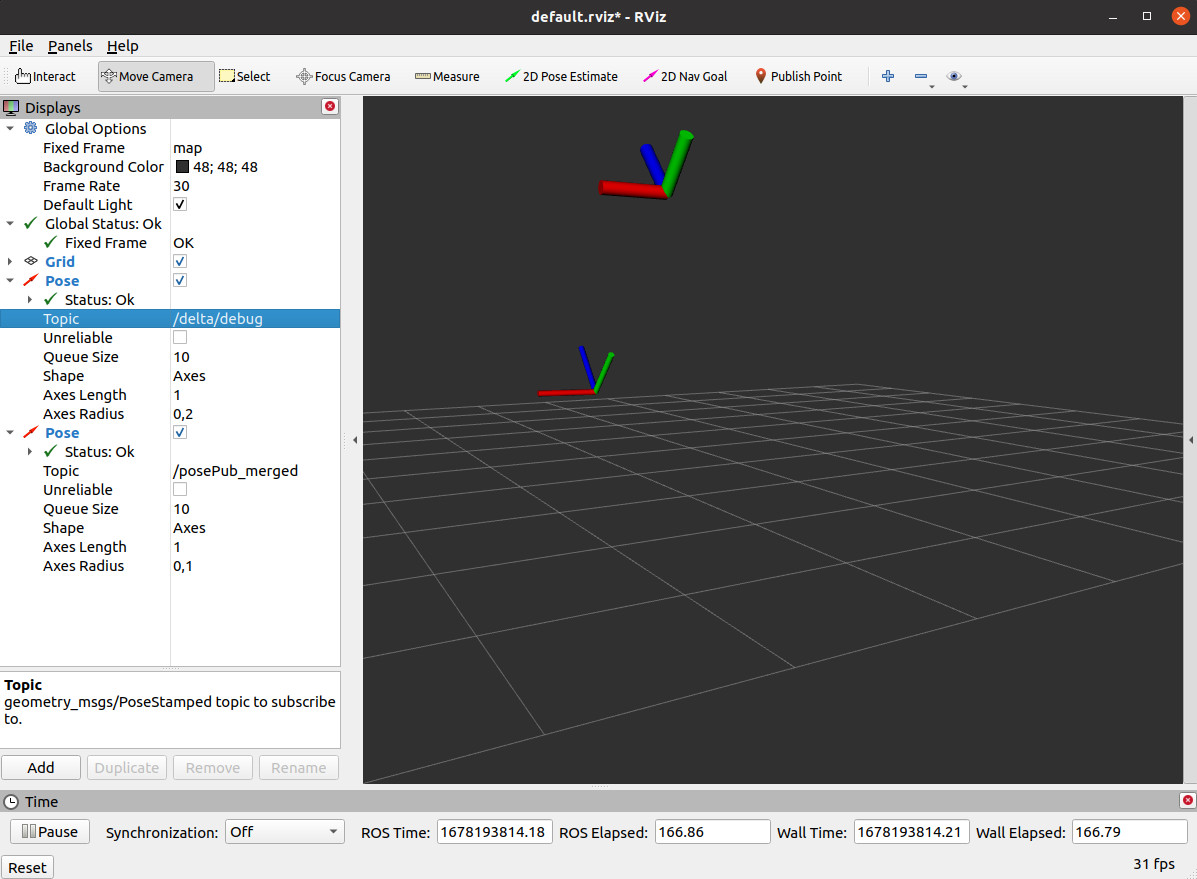 default.rviz* - RViz
File Panels Help
Interact Move Camera Select Focus Camera Measure 2D Pose Estimate 2D Nav Goal Publish Point
Displays
Global Options
Fixed Frame map
Background Color 48; 48; 48
Frame Rate 30
Default Light
Global Status: Ok
Fixed Frame OK
Grid
Pose
Status: Ok
Topic /delta/debug
Unreliable
Queue Size 10
Shape Axes
Axes Length 1
Axes Radius 0,2
Pose
Status: Ok
Topic /posePub_merged
Unreliable
Queue Size 10
Shape Axes
Axes Length 1
Axes Radius 0,1
Topic
geometry_msgs/PoseStamped topic to subscribe
to.
Add Duplicate Remove Rename
Time
Pause Synchronization: Off ROS Time: 1678193814.18 ROS Elapsed: 166.86 Wall Time: 1678193814.21 Wall Elapsed: 166.79
Reset 31 fps